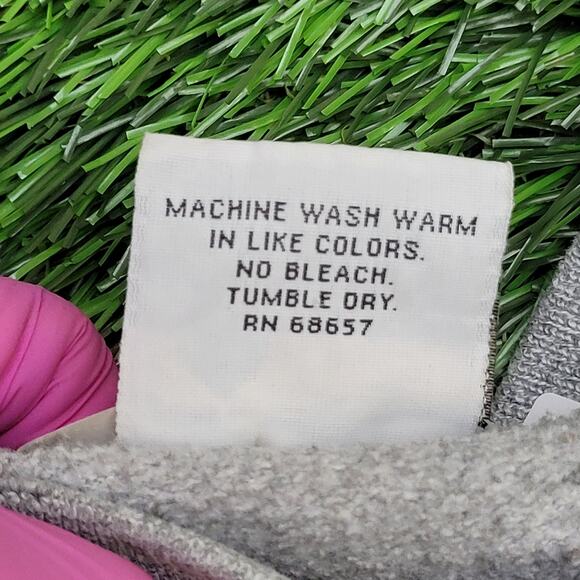 MACHINE WASH WARM
IN LIKE COLORS.
NO BLEACH.
TUMBLE DRY.
RN 68657